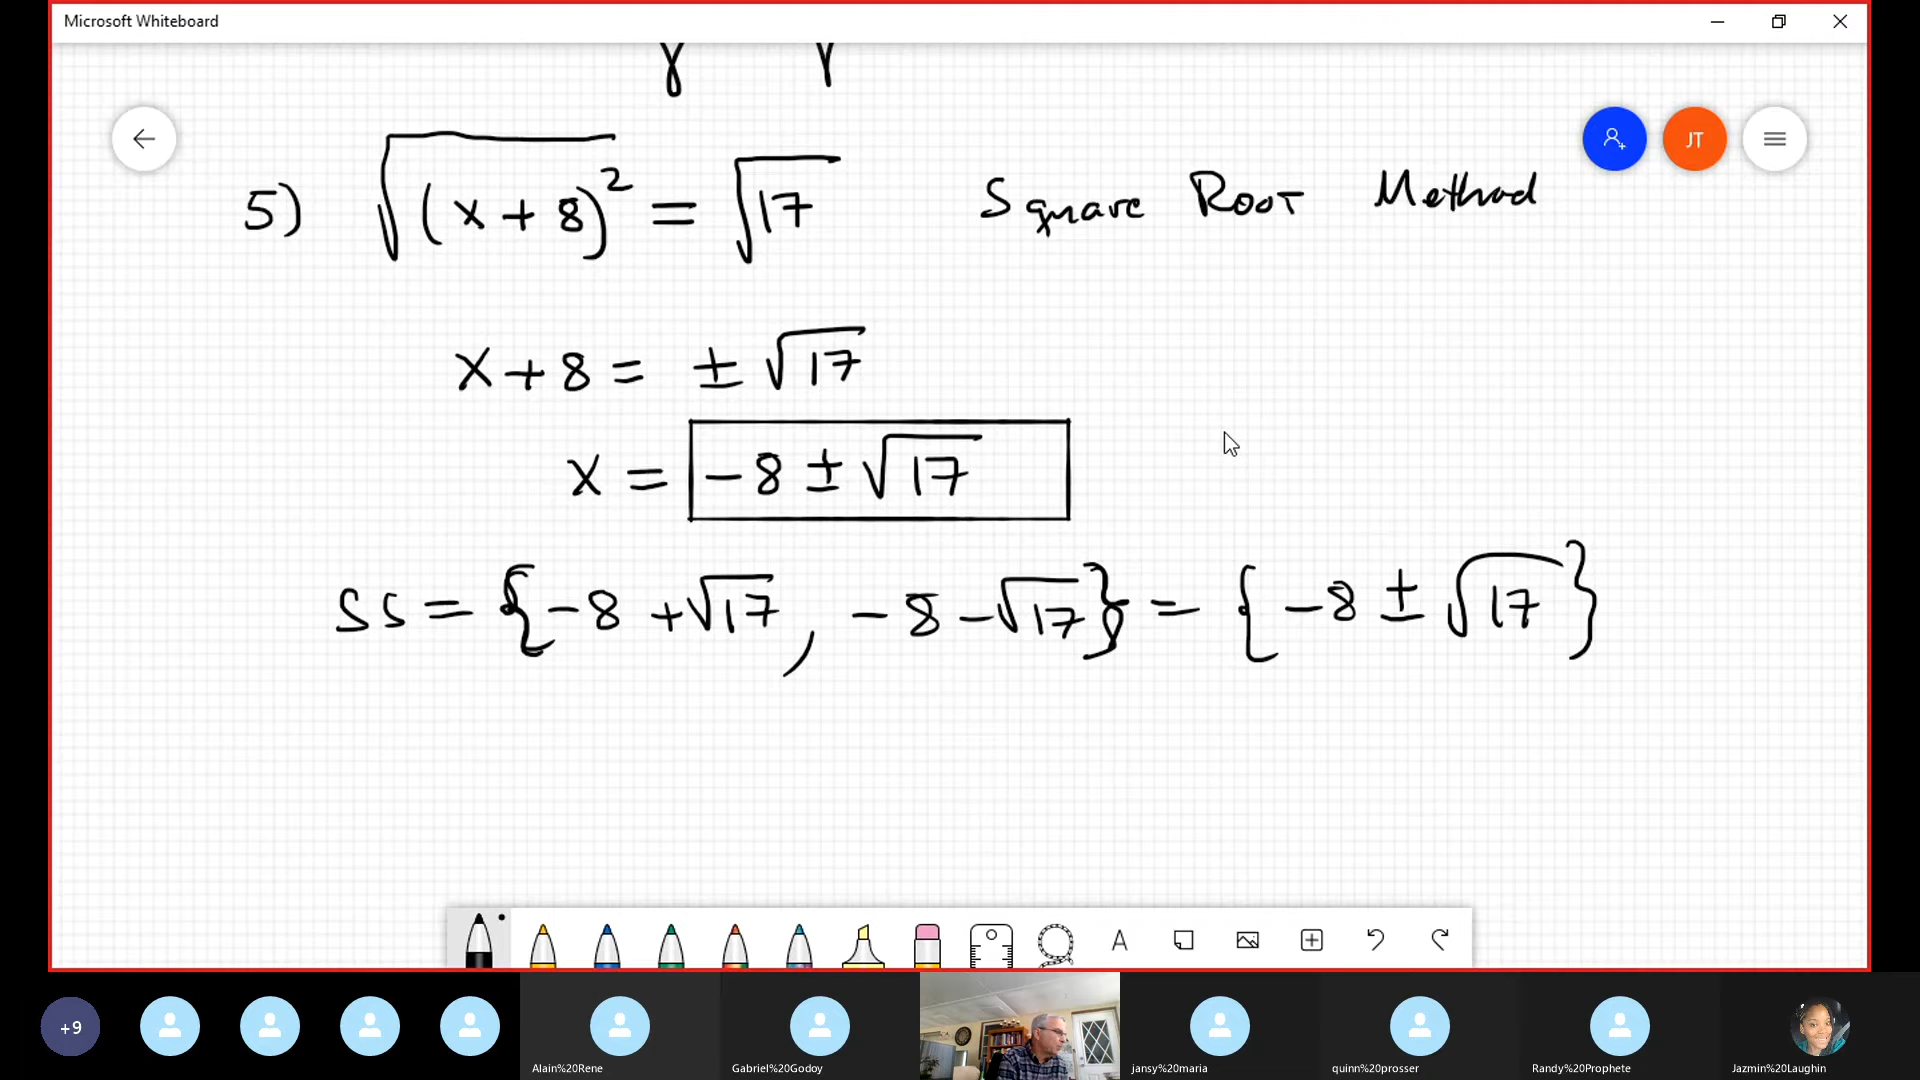 Microsoft Whiteboard
JT
5) √(x + 8)² = √17 Square Root Method
x + 8 = ± √17
x = -8 ± √17
SS = {-8 + √17, -8 - √17} = {-8 ± √17}
A
+9
Alain%20Rene
Gabriel%20Godoy
jansy%20maria
quinn%20prosser
Randy%20Prophete
Jazmin%20Laughin